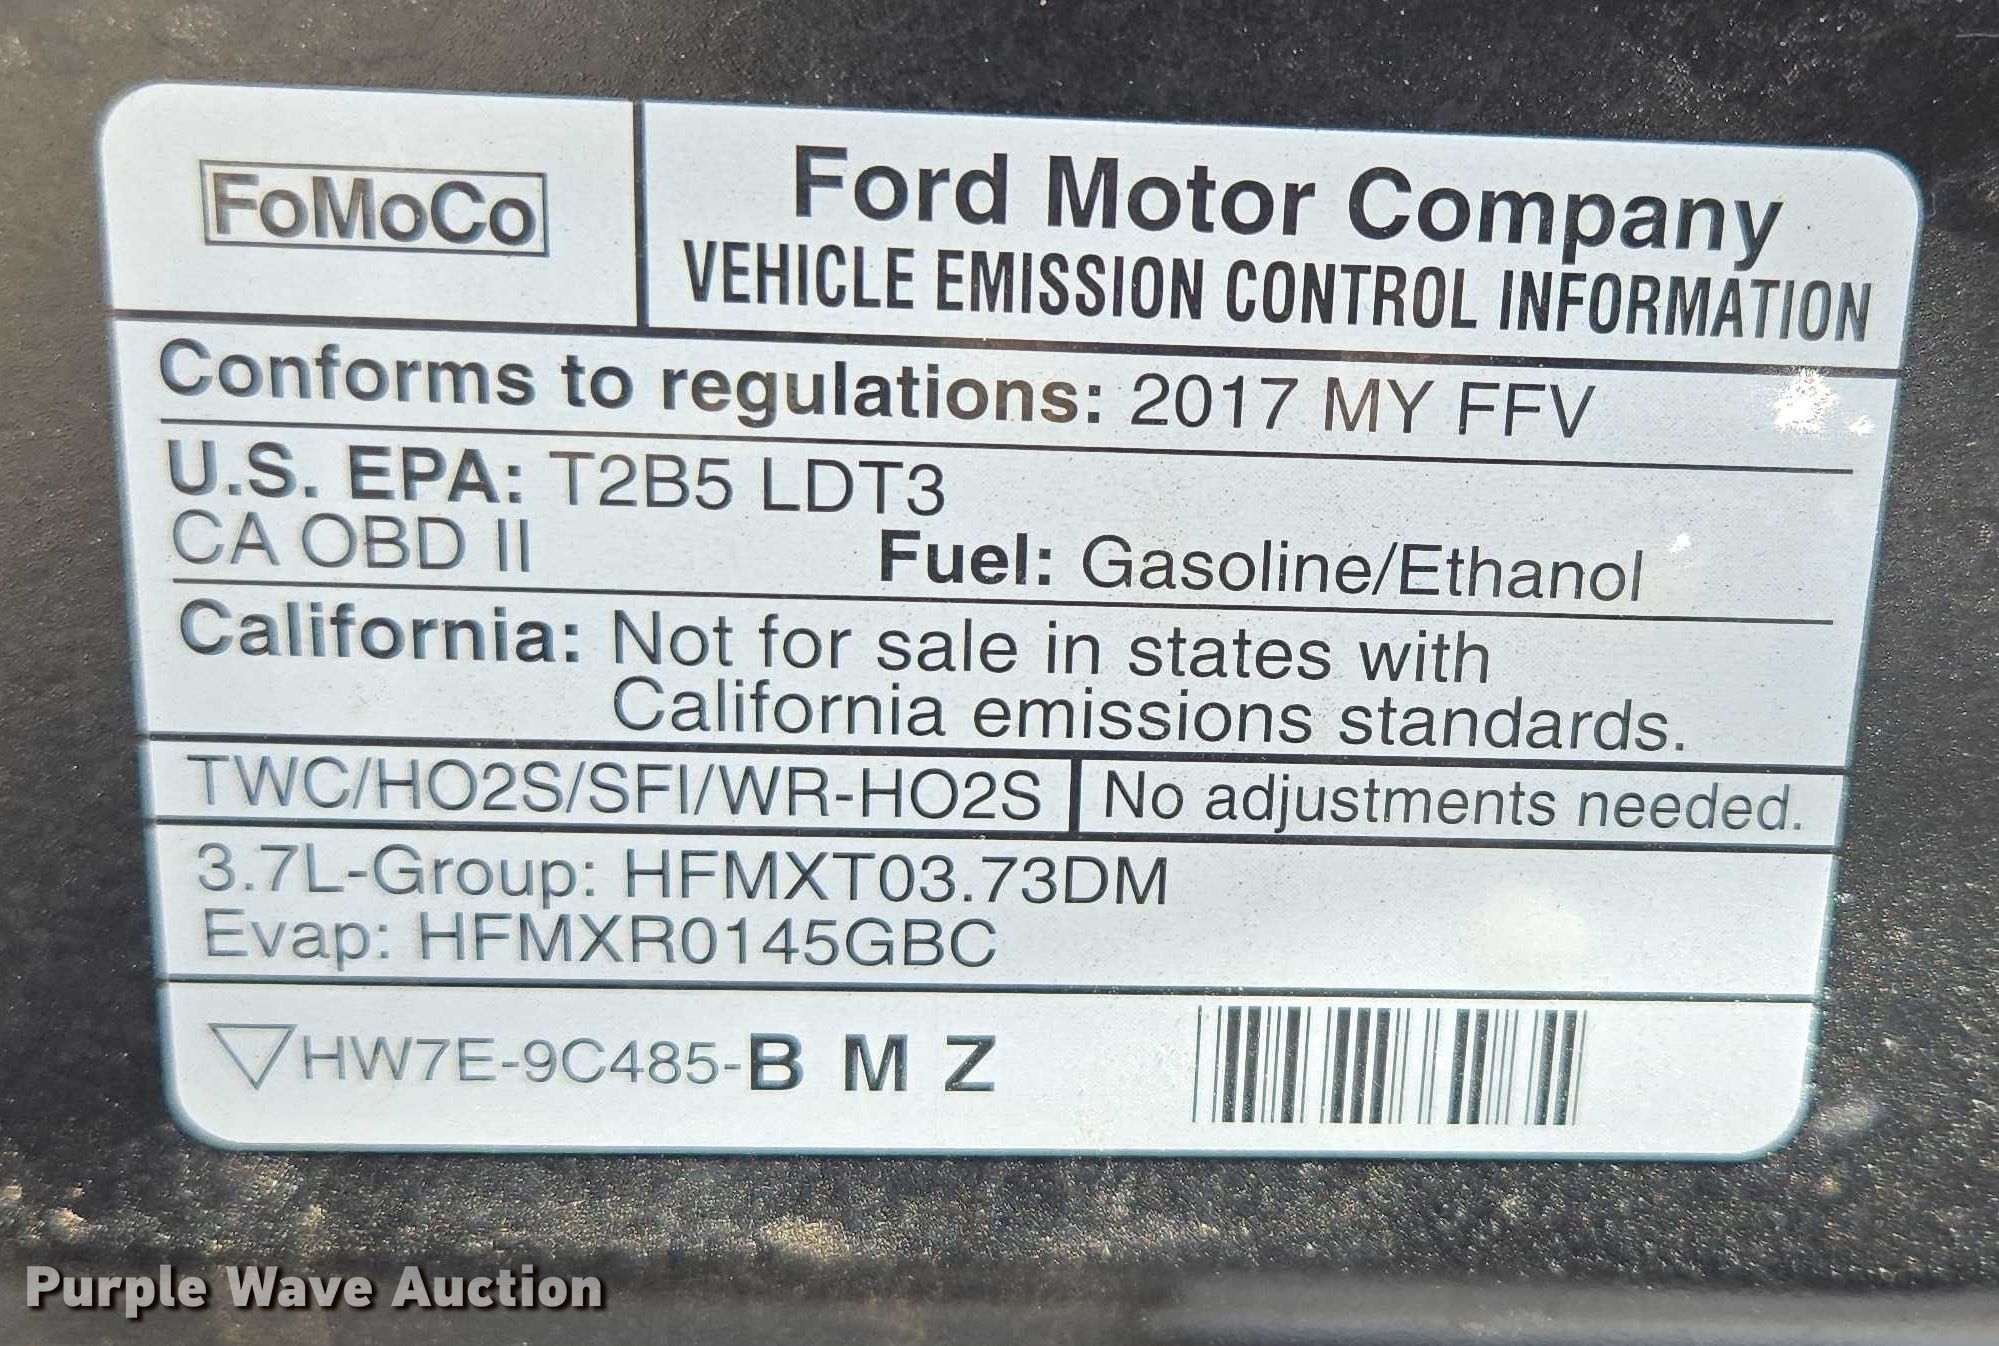 FoMoCo
Ford Motor Company
VEHICLE EMISSION CONTROL INFORMATION
Conforms to regulations: 2017 MY FFV
U.S. EPA: T2B5 LDT3
CA OBD II
Fuel: Gasoline/Ethanol
California: Not for sale in states with
California emissions standards.
TWC/HO2S/SFI/WR-HO2S
No adjustments needed.
3.7L-Group: HFMXT03.73DM
Evap: HFMXR0145GBC
HW7E-9C485-B M Z
Purple Wave Auction